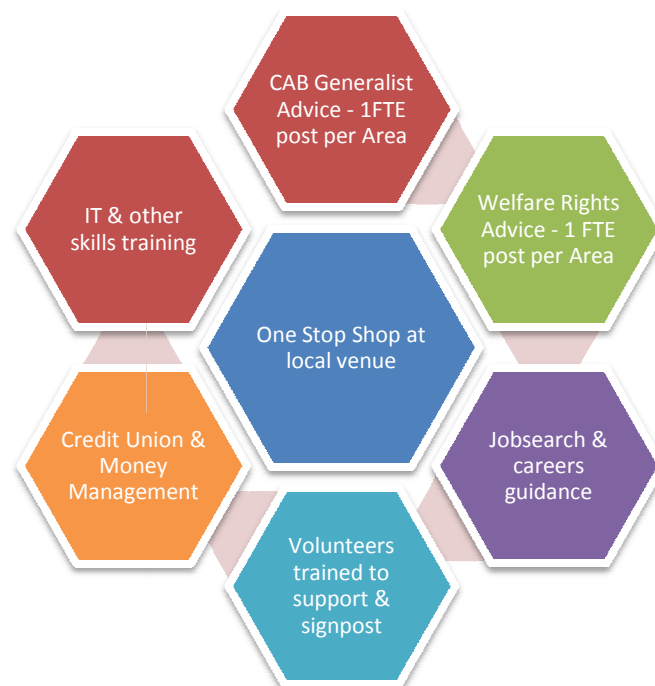 CAB Generalist
Advice - 1FTE
post per Area
IT & other
skills training
Welfare Rights
Advice - 1 FTE
post per Area
One Stop Shop at
local venue
Credit Union &
Money
Management
Jobsearch &
careers
guidance
Volunteers
trained to
support &
signpost